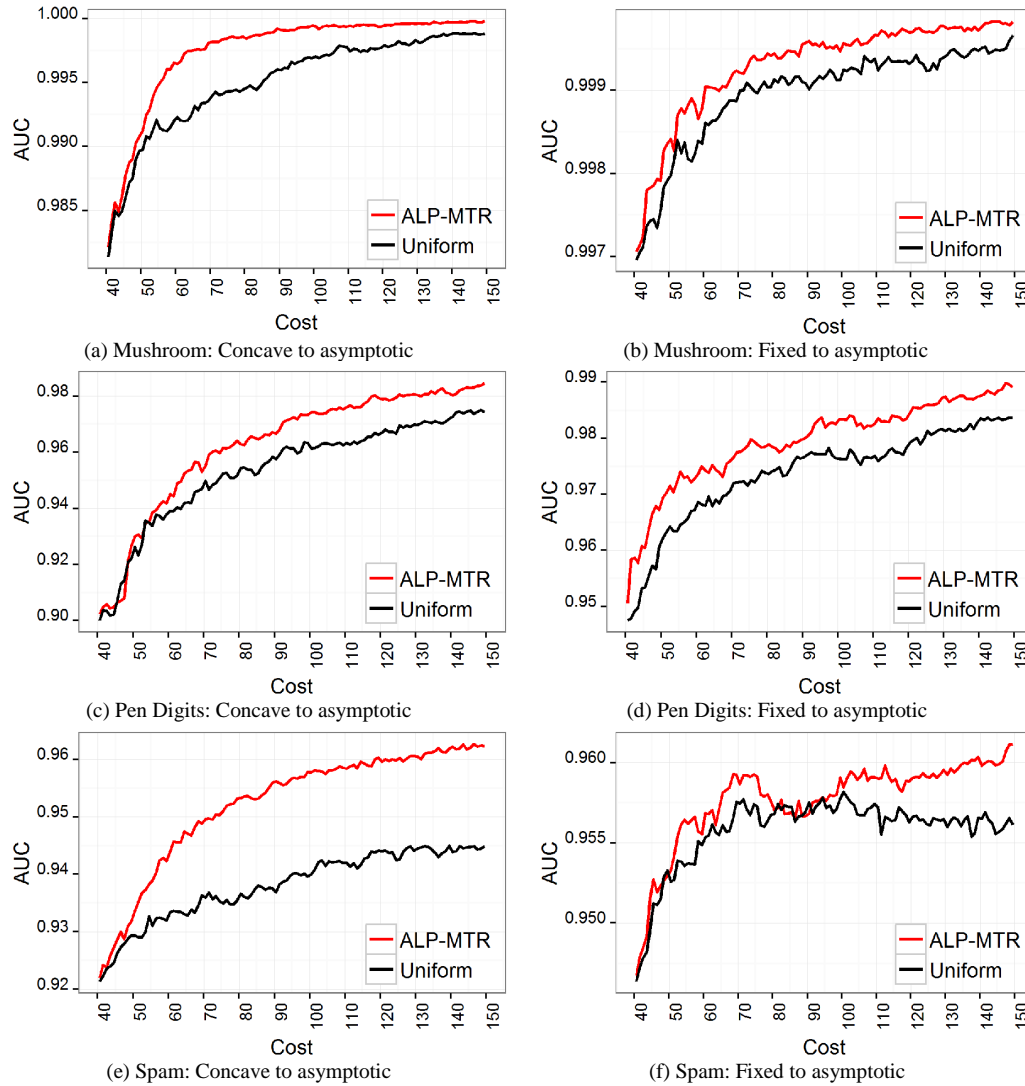 1.000
0.995
0.990
0.985
AUC
ALP-MTR
Uniform
40 50 60 70 80 90 100 110 120 130 140 150
Cost
(a) Mushroom: Concave to asymptotic
0.999
0.998
0.997
AUC
ALP-MTR
Uniform
40 50 60 70 80 90 100 110 120 130 140 150
Cost
(b) Mushroom: Fixed to asymptotic
0.98
0.96
0.94
0.92
0.90
AUC
ALP-MTR
Uniform
40 50 60 70 80 90 100 110 120 130 140 150
Cost
(c) Pen Digits: Concave to asymptotic
0.99
0.98
0.97
0.96
0.95
AUC
ALP-MTR
Uniform
40 50 60 70 80 90 100 110 120 130 140 150
Cost
(d) Pen Digits: Fixed to asymptotic
0.96
0.95
0.94
0.93
0.92
AUC
ALP-MTR
Uniform
40 50 60 70 80 90 100 110 120 130 140 150
Cost
(e) Spam: Concave to asymptotic
0.960
0.955
0.950
AUC
ALP-MTR
Uniform
40 50 60 70 80 90 100 110 120 130 140 150
Cost
(f) Spam: Fixed to asymptotic